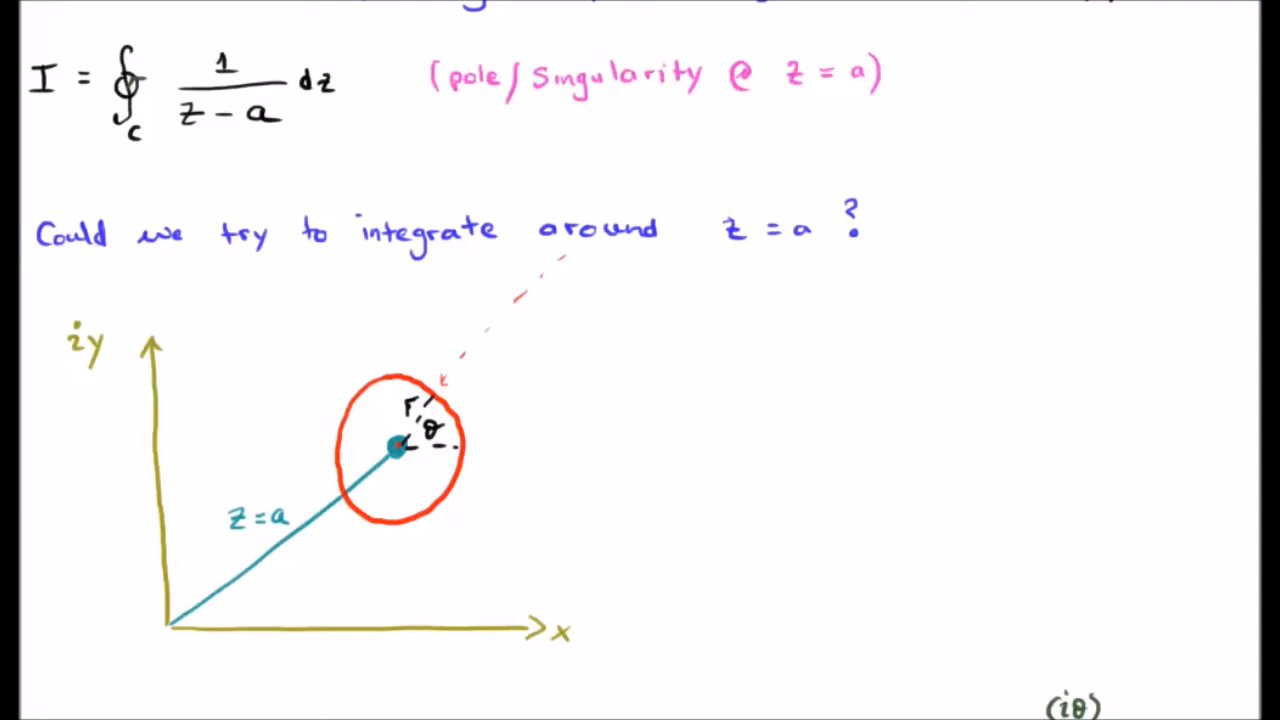 I = ∮_C 1/(z - a) dz (pole/singularity @ z = a)
Could we try to integrate around z = a ?
iy
r
θ
z=a
x
(iθ)